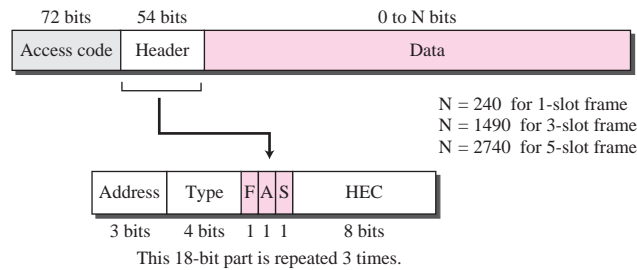 72 bits 54 bits 0 to N bits
Access code Header Data
N = 240 for 1-slot frame
N = 1490 for 3-slot frame
N = 2740 for 5-slot frame
Address Type F A S HEC
3 bits 4 bits 1 1 1 8 bits
This 18-bit part is repeated 3 times.